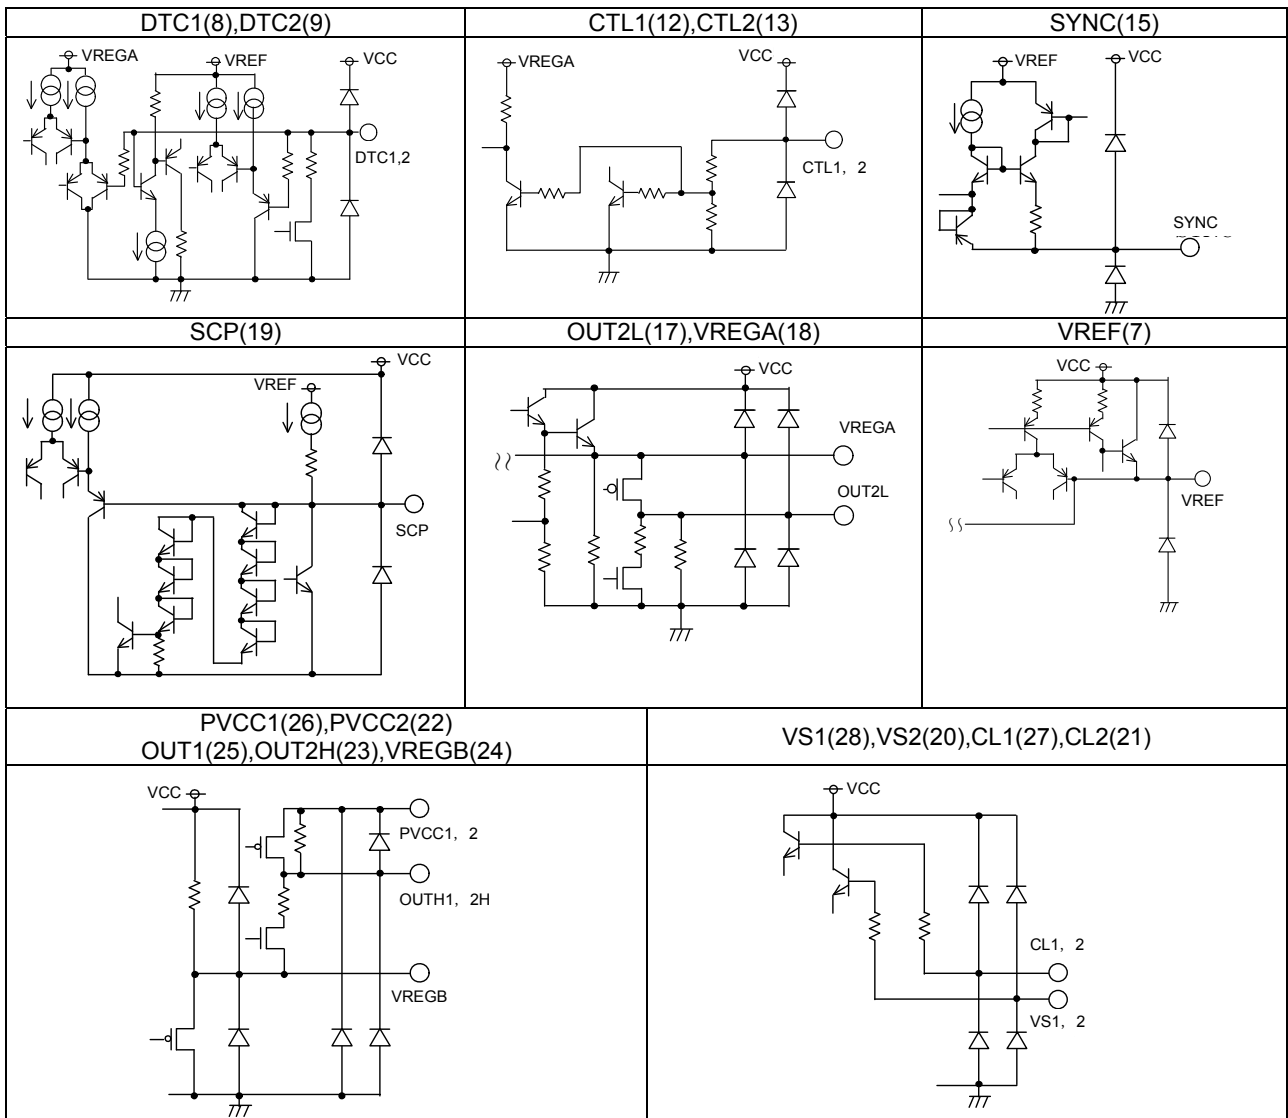 DTC1(8),DTC2(9)
CTL1(12),CTL2(13)
SYNC(15)
VREGA
VREF
VCC
DTC1,2
VREGA
VCC
CTL1, 2
VREF
VCC
SYNC
SCP(19)
OUT2L(17),VREGA(18)
VREF(7)
VCC
VREF
SCP
VCC
VREGA
OUT2L
VCC
VREF
PVCC1(26),PVCC2(22)
OUT1(25),OUT2H(23),VREGB(24)
VS1(28),VS2(20),CL1(27),CL2(21)
VCC
PVCC1, 2
OUTH1, 2H
VREGB
VCC
CL1, 2
VS1, 2